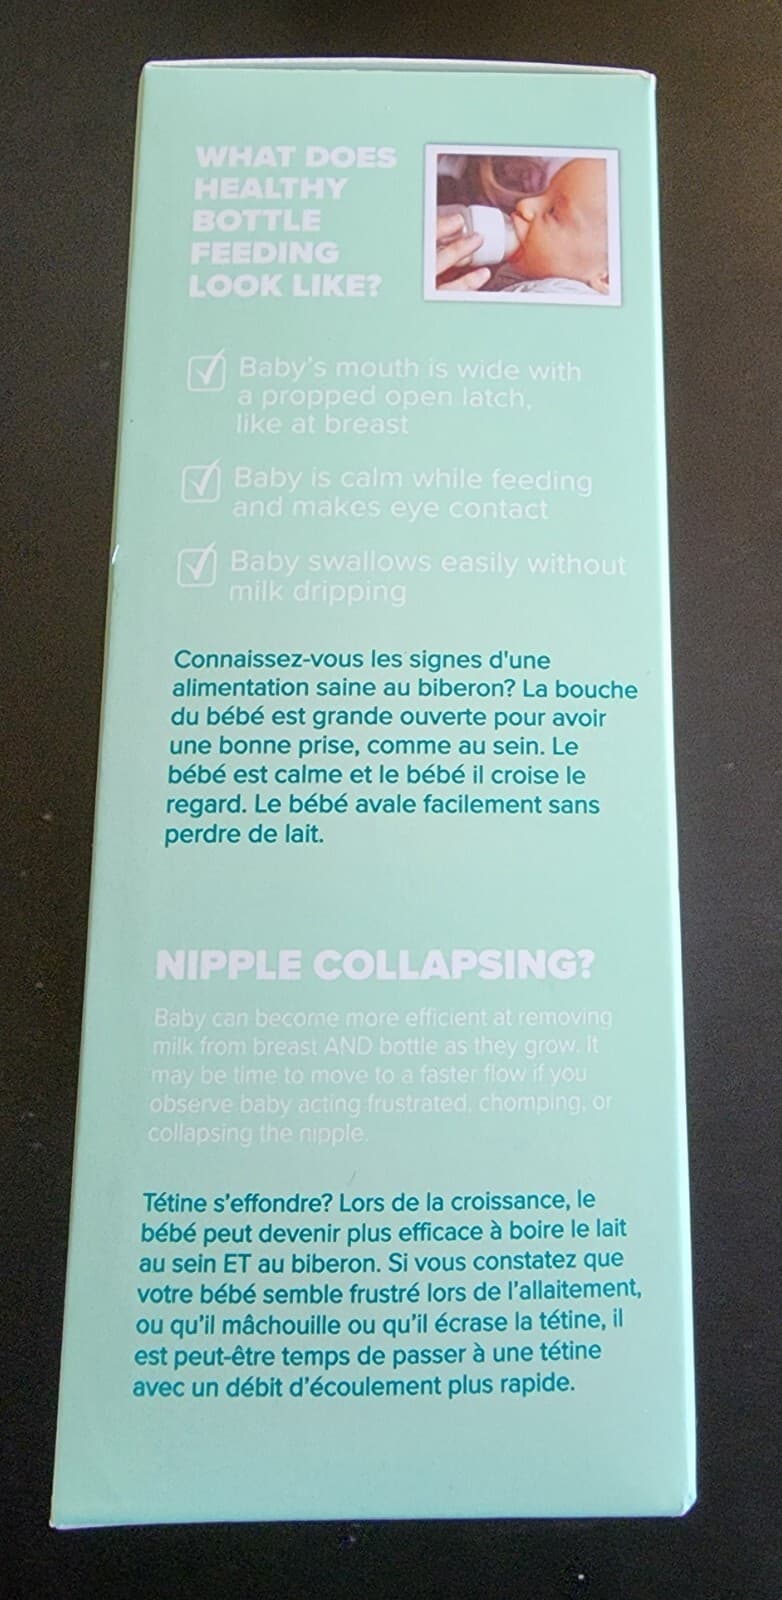 WHAT DOES
HEALTHY
BOTTLE
FEEDING
LOOK LIKE?
Baby's mouth is wide with
a propped open latch,
like at breast
Baby is calm while feeding
and makes eye contact
Baby swallows easily without
milk dripping
Connaissez-vous les signes d'une
alimentation saine au biberon? La bouche
du bébé est grande ouverte pour avoir
une bonne prise, comme au sein. Le
bébé est calme et le bébé il croise le
regard. Le bébé avale facilement sans
perdre de lait.
NIPPLE COLLAPSING?
Baby can become more efficient at removing
milk from breast AND bottle as they grow. It
may be time to move to a faster flow if you
observe baby acting frustrated, chomping, or
collapsing the nipple.
Tétine s'effondre? Lors de la croissance, le
bébé peut devenir plus efficace à boire le lait
au sein ET au biberon. Si vous constatez que
votre bébé semble frustré lors de l'allaitement,
ou qu'il mâchouille ou qu'il écrase la tétine, il
est peut-être temps de passer à une tétine
avec un débit d'écoulement plus rapide.